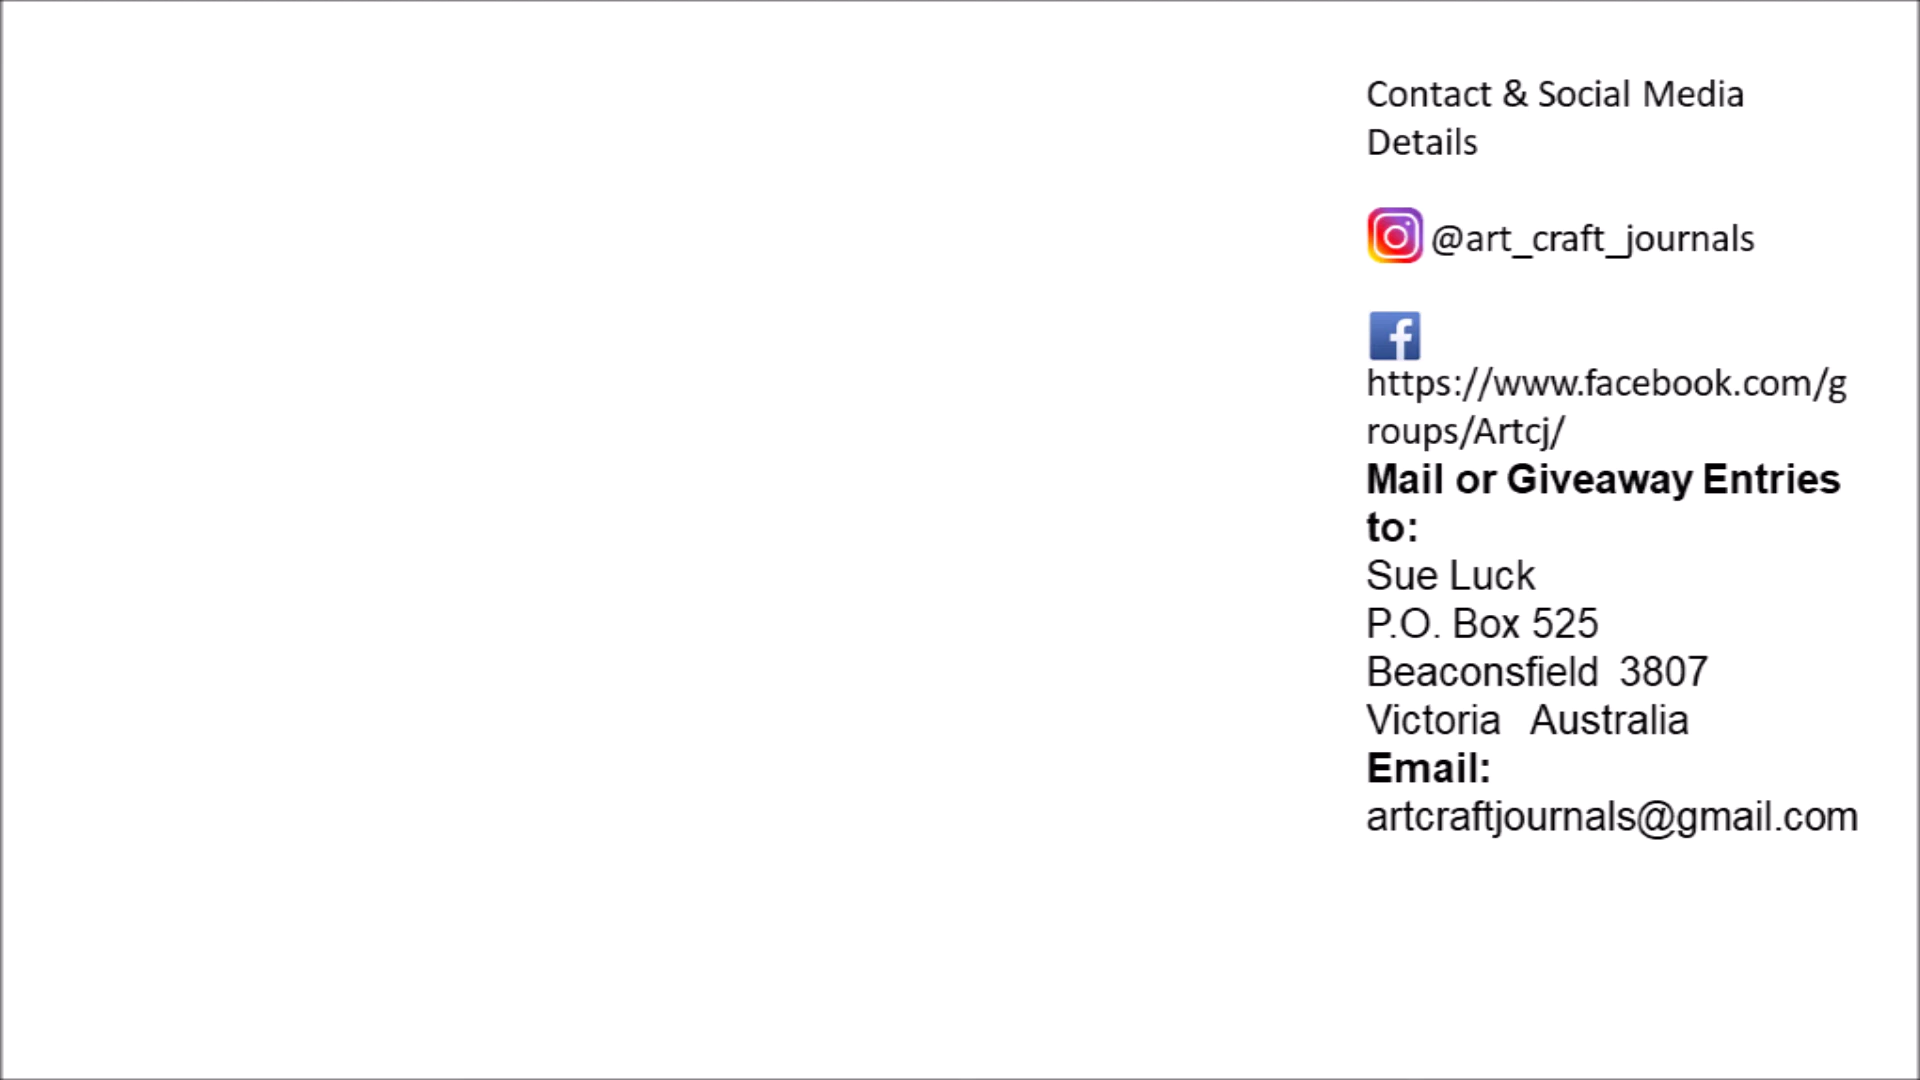 Contact & Social Media
Details
@art_craft_journals
https://www.facebook.com/g
roups/Artcj/
Mail or Giveaway Entries
to:
Sue Luck
P.O. Box 525
Beaconsfield  3807
Victoria   Australia
Email:
artcraftjournals@gmail.com